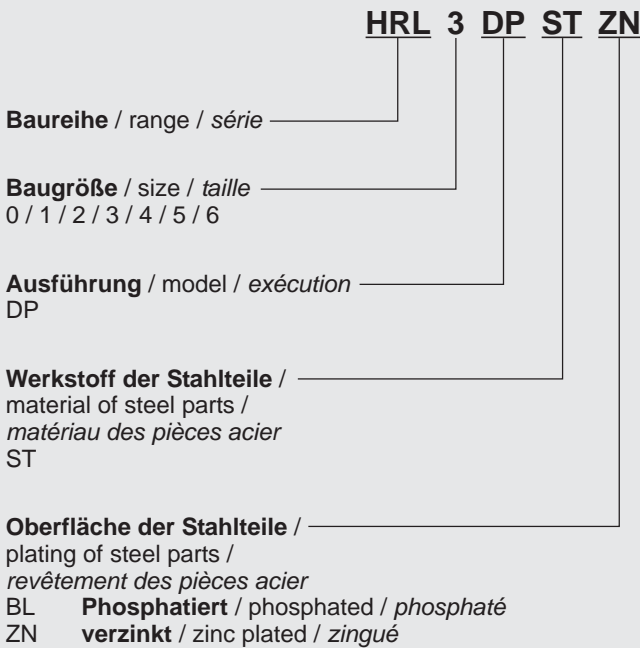 HRL 3 DP ST ZN
Baureihe / range / série
Baugröße / size / taille
0 / 1 / 2 / 3 / 4 / 5 / 6
Ausführung / model / exécution
DP
Werkstoff der Stahlteile /
material of steel parts /
matériau des pièces acier
ST
Oberfläche der Stahlteile /
plating of steel parts /
revêtement des pièces acier
BL Phosphatiert / phosphated / phosphaté
ZN verzinkt / zinc plated / zingué